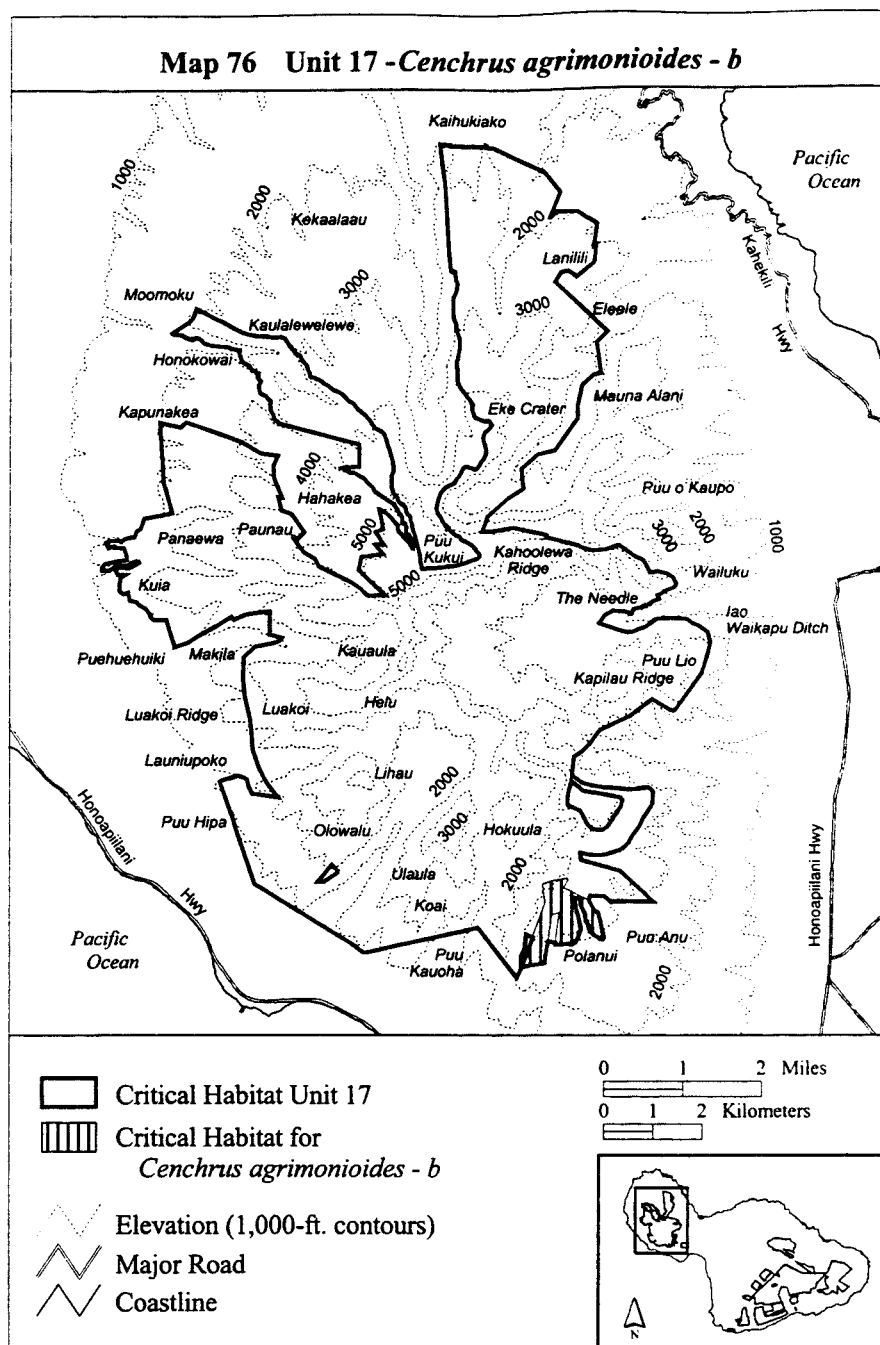 Map 76 Unit 17 - Cenchrus agrimonioides - b
Kaihukiako
Pacific
Ocean
1000
2000
Kekaalaau
2000
Lanilili
Kahekili
Hwy
3000
Moomoku
Kaulalewelewe
3000
Eleele
Honokowai
Kapunakea
Eke Crater
Mauna Alani
4000
Hahakea
Puu o Kaupo
Panaewa
Paunau
5000
Puu
Kukui
3000
2000
1000
Kahoolewa
Ridge
Wailuku
Kuia
5000
The Needle
Iao
Waikapu Ditch
Puehuehuiki
Makila
Kauaula
Puu Lio
Kapilau Ridge
Luakoi Ridge
Luakoi
Helu
Launiupoko
Lihau
2000
Puu Hipa
Olowalu
3000
Hokuula
Honoapiilani
Hwy
Ulaula
2000
Koai
Honoapiilani Hwy
Pacific
Ocean
Puu
Kauoha
Polanui
Puu Anu
2000
Critical Habitat Unit 17
Critical Habitat for
Cenchrus agrimonioides - b
Elevation (1,000-ft. contours)
Major Road
Coastline
0 1 2 Miles
0 1 2 Kilometers
N